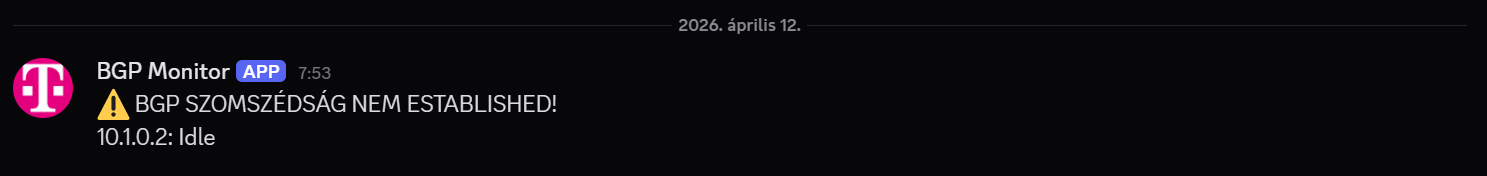 2026. április 12.
T
BGP Monitor APP 7:53
⚠️ BGP SZOMSZÉDSÁG NEM ESTABLISHED!
10.1.0.2: Idle